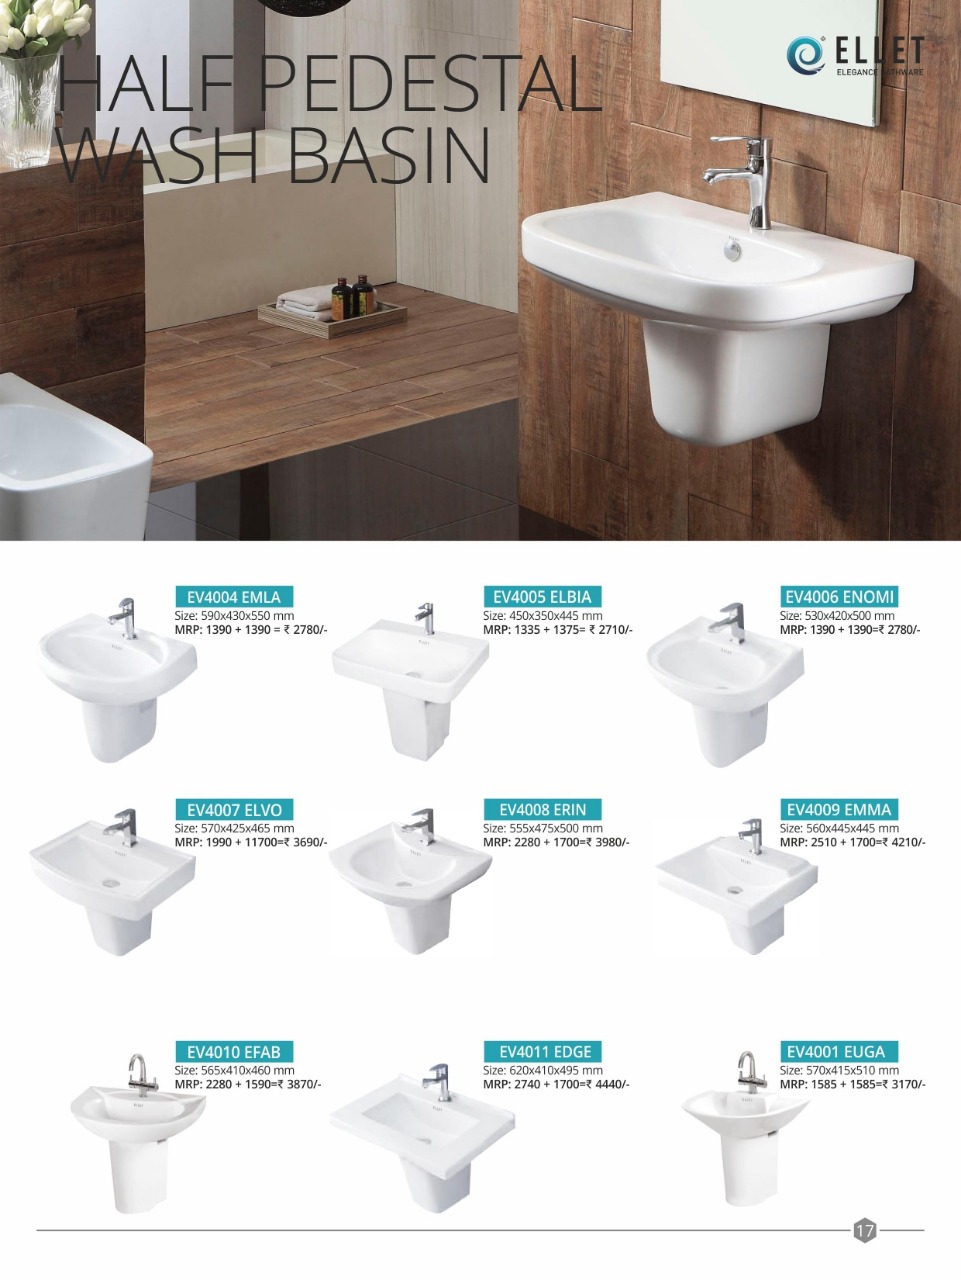 HALF PEDESTAL
WASH BASIN
ELLET
ELEGANCE BATHWARE
EV4004 EMLA
Size: 590x430x550 mm
MRP: 1390 + 1390 = ₹ 2780/-
EV4005 ELBIA
Size: 450x350x445 mm
MRP: 1335 + 1375= ₹ 2710/-
EV4006 ENOMI
Size: 530x420x500 mm
MRP: 1390 + 1390=₹ 2780/-
EV4007 ELVO
Size: 570x425x465 mm
MRP: 1990 + 11700=₹ 3690/-
EV4008 ERIN
Size: 555x475x500 mm
MRP: 2280 + 1700=₹ 3980/-
EV4009 EMMA
Size: 560x445x445 mm
MRP: 2510 + 1700=₹ 4210/-
EV4010 EFAB
Size: 565x410x460 mm
MRP: 2280 + 1590=₹ 3870/-
EV4011 EDGE
Size: 620x410x495 mm
MRP: 2740 + 1700=₹ 4440/-
EV4001 EUGA
Size: 570x415x510 mm
MRP: 1585 + 1585=₹ 3170/-
17